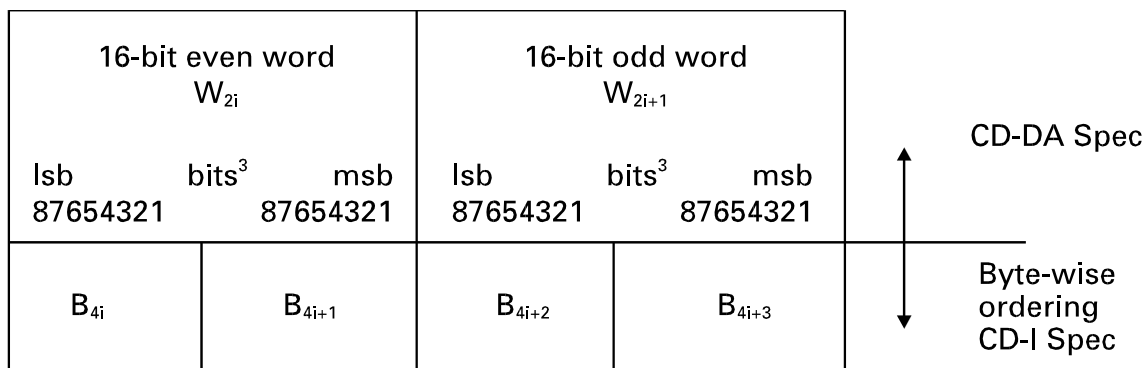 16-bit even word
W₂ᵢ
lsb bits³ msb
87654321 87654321
16-bit odd word
W₂ᵢ₊₁
lsb bits³ msb
87654321 87654321
CD-DA Spec
B₄ᵢ
B₄ᵢ₊₁
B₄ᵢ₊₂
B₄ᵢ₊₃
Byte-wise
ordering
CD-I Spec